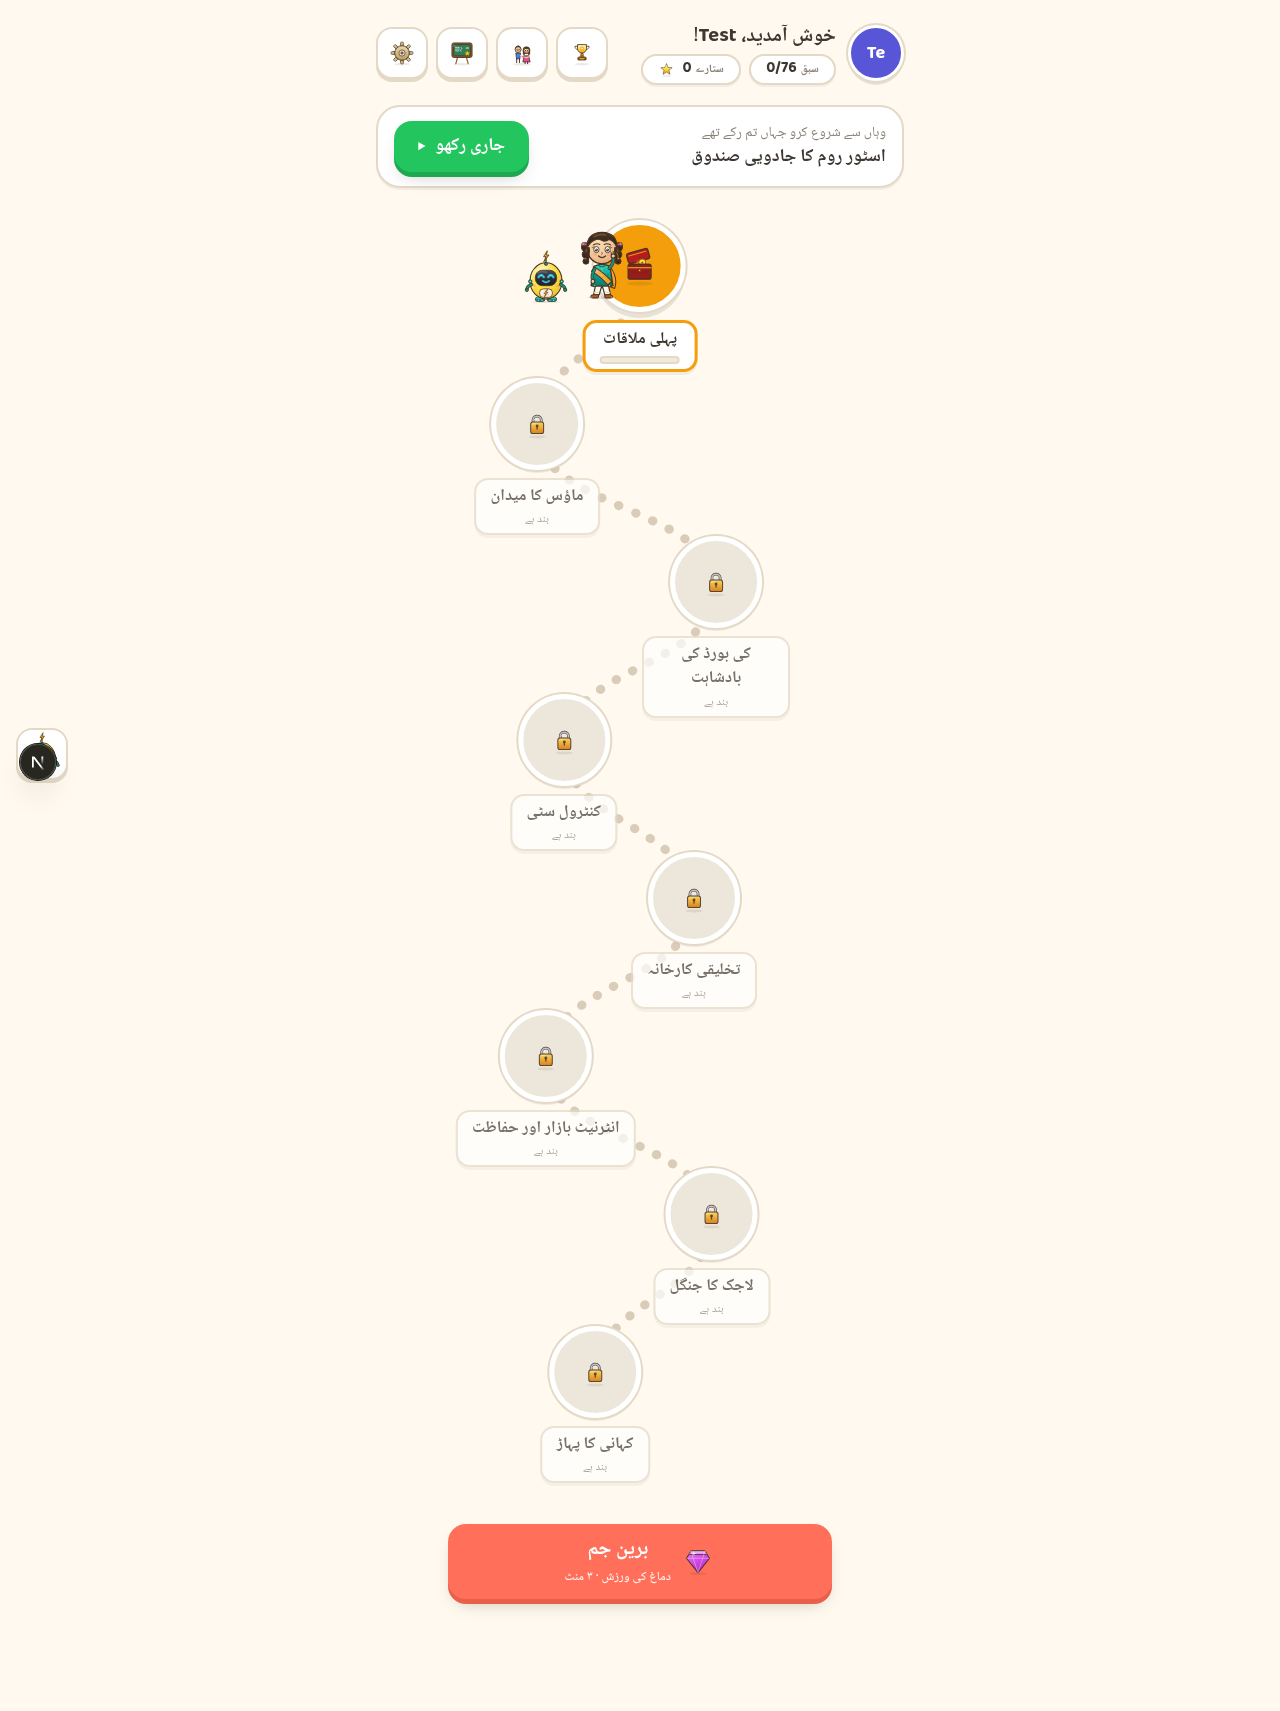 Te
خوش آمدید، Test!
سبق 0/76
ستارے 0
وہاں سے شروع کرو جہاں تم رکے تھے
اسٹور روم کا جادویی صندوق
جاری رکھو
پہلی ملاقات
ماؤس کا میدان
بند ہے
کی بورڈ کی
بادشاہت
بند ہے
N
کنٹرول سٹی
بند ہے
تخلیقی کارخانہ
بند ہے
انٹرنیٹ بازار اور حفاظت
بند ہے
لاجک کا جنگل
بند ہے
کہانی کا پہاڑ
بند ہے
برین جم
دماغ کی ورزش · ۳ منٹ